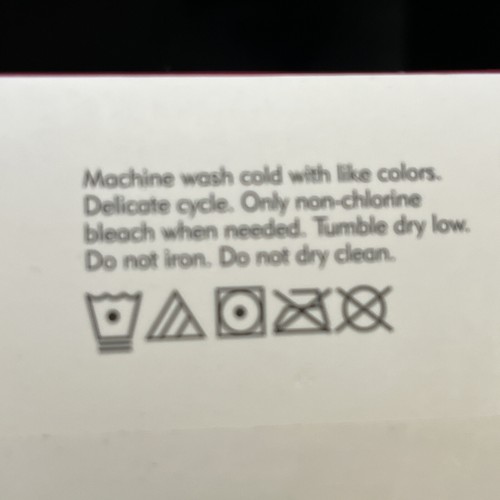 Machine wash cold with like colors.
Delicate cycle. Only non-chlorine
bleach when needed. Tumble dry low.
Do not iron. Do not dry clean.